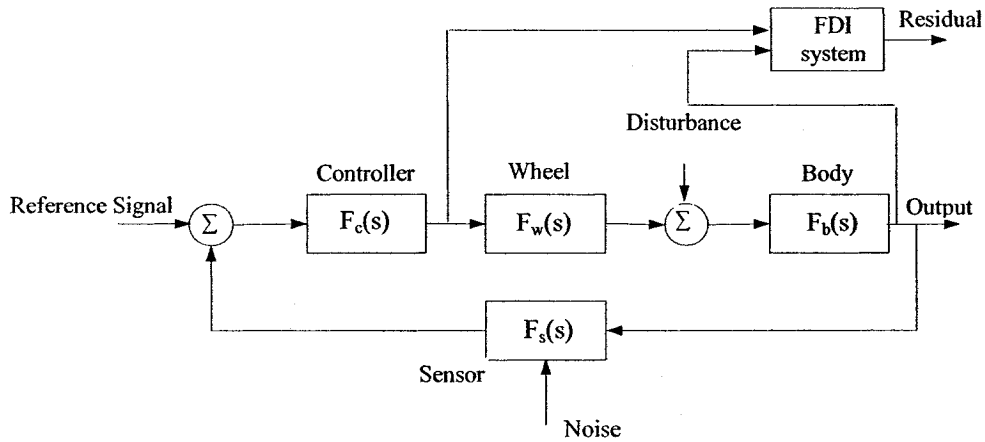 FDI
system
Residual
Disturbance
Controller
Wheel
Body
Reference Signal
Σ
F_c(s)
F_w(s)
Σ
F_b(s)
Output
F_s(s)
Sensor
Noise